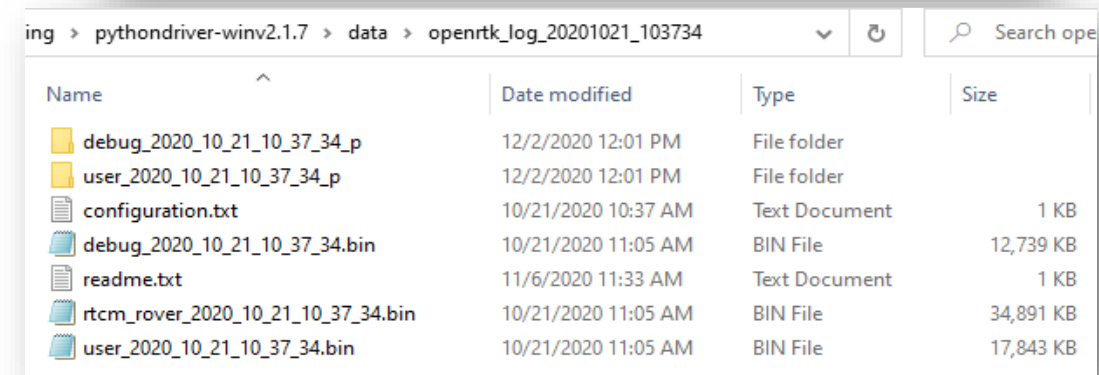 ing > pythondriver-winv2.1.7 > data > openrtk_log_20201021_103734 Search ope
Name Date modified Type Size
debug_2020_10_21_10_37_34_p 12/2/2020 12:01 PM File folder
user_2020_10_21_10_37_34_p 12/2/2020 12:01 PM File folder
configuration.txt 10/21/2020 10:37 AM Text Document 1 KB
debug_2020_10_21_10_37_34.bin 10/21/2020 11:05 AM BIN File 12,739 KB
readme.txt 11/6/2020 11:33 AM Text Document 1 KB
rtcm_rover_2020_10_21_10_37_34.bin 10/21/2020 11:05 AM BIN File 34,891 KB
user_2020_10_21_10_37_34.bin 10/21/2020 11:05 AM BIN File 17,843 KB